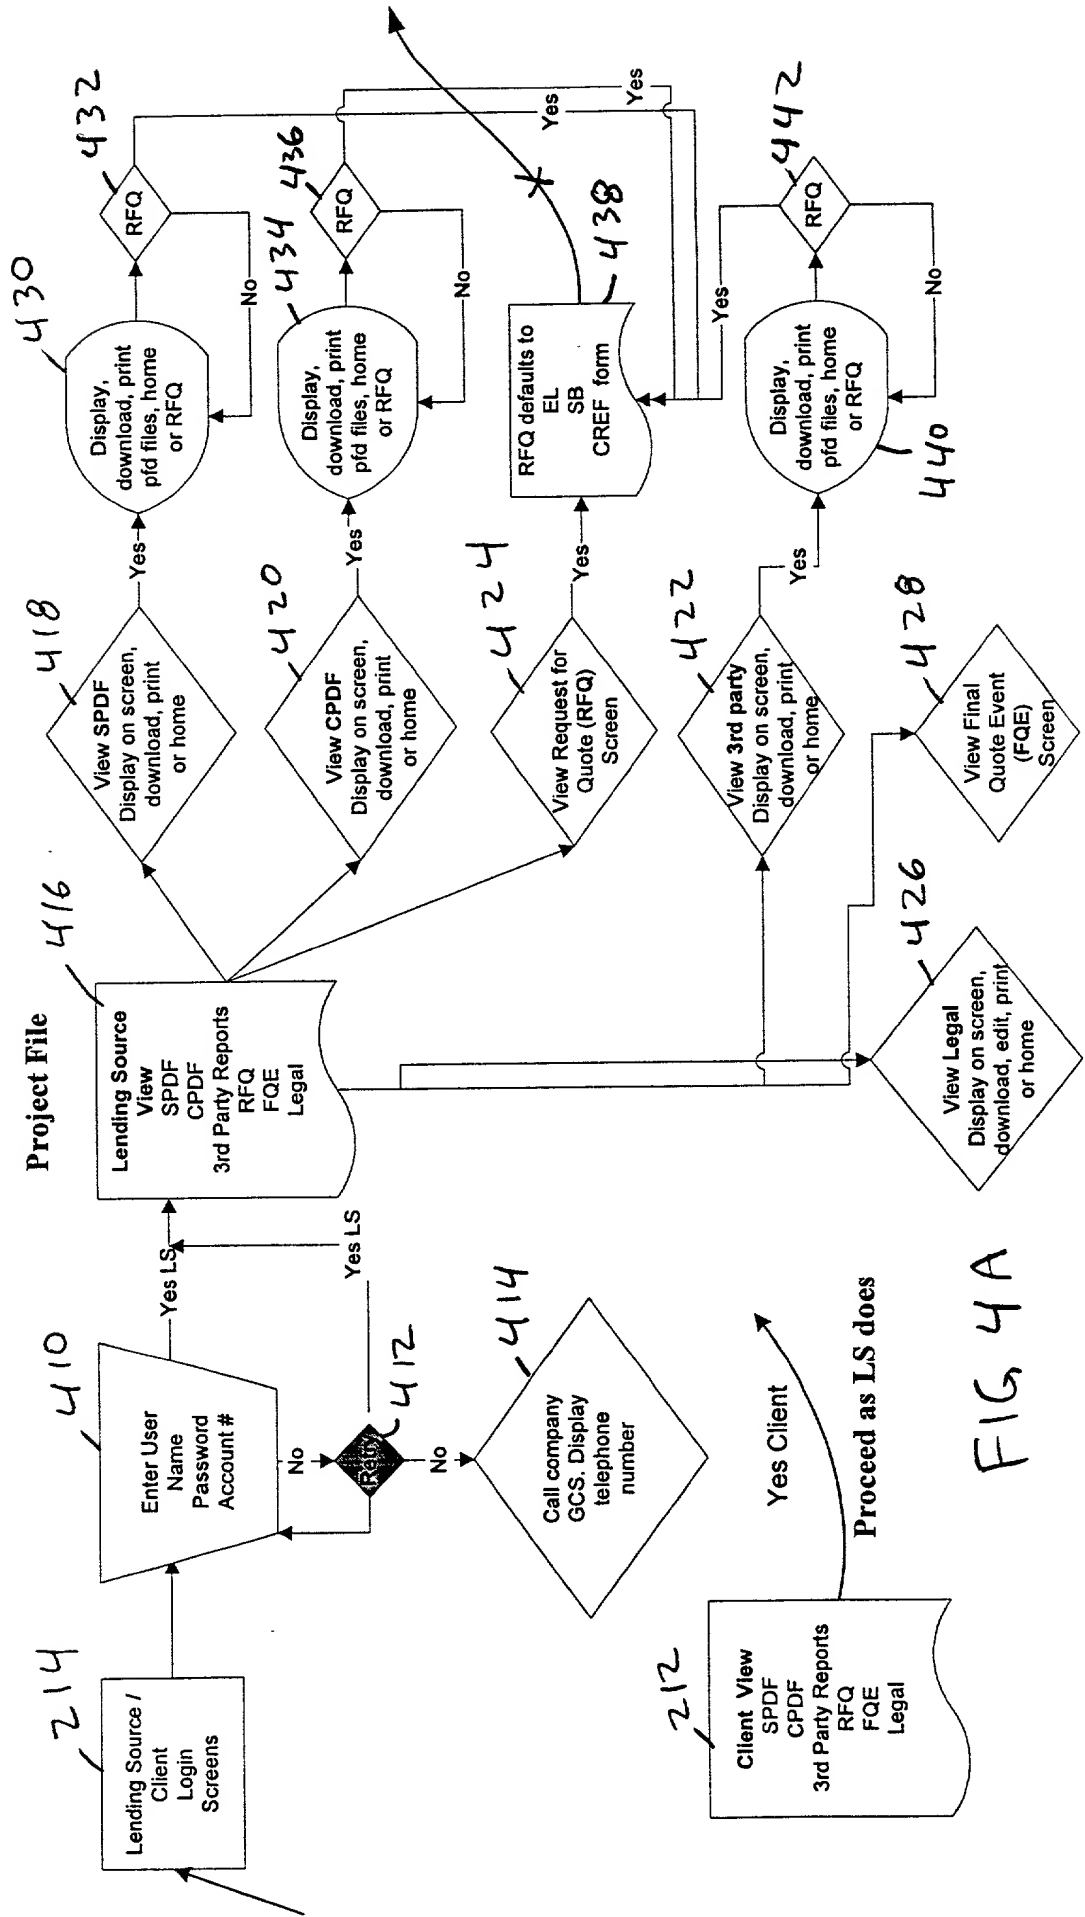 Project File
214
Lending Source /
Client
Login
Screens
410
Enter User
Name
Password
Account #
Yes LS
No
Retry
412
Yes LS
No
414
Call company
GCS. Display
telephone
number
416
Lending Source
View
SPDF
CPDF
3rd Party Reports
RFQ
FQE
Legal
418
View SPDF
Display on screen,
download, print
or home
Yes
430
Display,
download, print
pfd files, home
or RFQ
432
RFQ
No
Yes
420
View CPDF
Display on screen,
download, print
or home
Yes
434
Display,
download, print
pfd files, home
or RFQ
436
RFQ
No
Yes
424
View Request for
Quote (RFQ)
Screen
Yes
RFQ defaults to
EL
SB
CREF form
438
422
View 3rd party
Display on screen,
download, print
or home
Yes
440
Display,
download, print
pfd files, home
or RFQ
442
RFQ
Yes
No
426
View Legal
Display on screen,
download, edit, print
or home
428
View Final
Quote Event
(FQE)
Screen
212
Client View
SPDF
CPDF
3rd Party Reports
RFQ
FQE
Legal
Yes Client
Proceed as LS does
FIG 4A